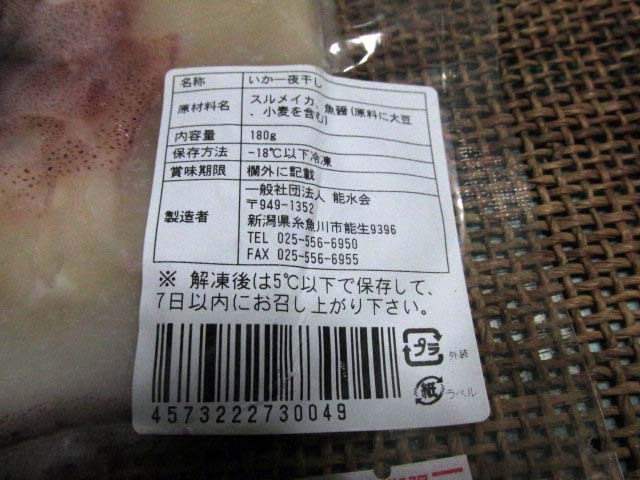 名称 いか一夜干し
原材料名 スルメイカ、魚醤(原料に大豆
、小麦を含む)
内容量 180g
保存方法 -18℃以下冷凍
賞味期限 欄外に記載
製造者 一般社団法人 能水会
〒949-1352
新潟県糸魚川市能生9396
TEL 025-556-6950
FAX 025-556-6955
※ 解凍後は5℃以下で保存して、
7日以内にお召し上がり下さい。
4573222730049
プラ 外装
紙 ラベル